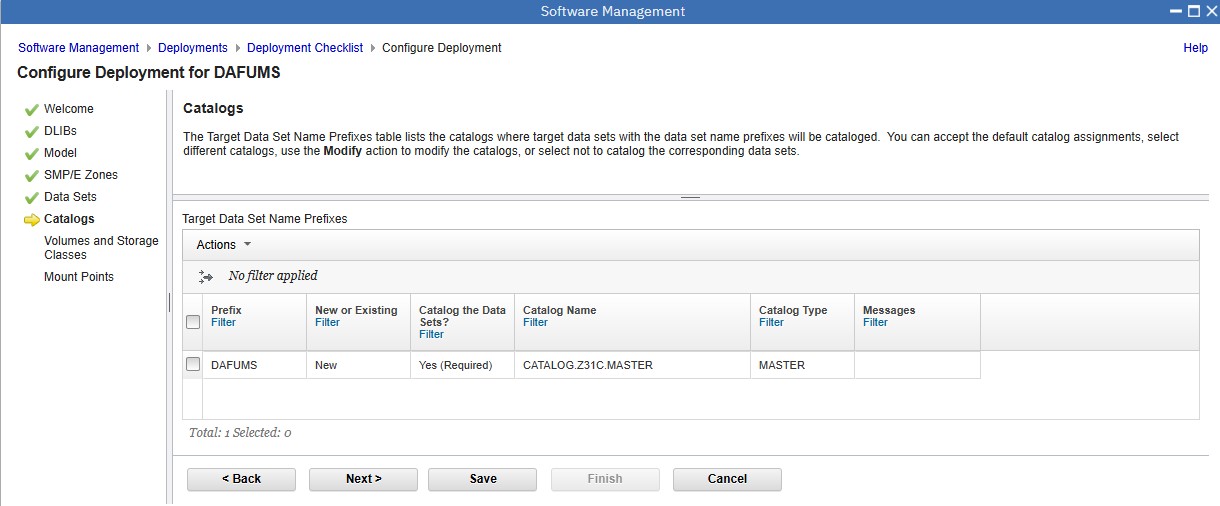 Software Management
Software Management Deployments Deployment Checklist Configure Deployment Help
Configure Deployment for DAFUMS
Welcome
DLIBs
Model
SMP/E Zones
Data Sets
Catalogs
Volumes and Storage
Classes
Mount Points
Catalogs
The Target Data Set Name Prefixes table lists the catalogs where target data sets with the data set name prefixes will be cataloged. You can accept the default catalog assignments, select
different catalogs, use the Modify action to modify the catalogs, or select not to catalog the corresponding data sets.
Target Data Set Name Prefixes
Actions
No filter applied
Prefix
Filter
New or Existing
Filter
Catalog the Data
Sets?
Filter
Catalog Name
Filter
Catalog Type
Filter
Messages
Filter
DAFUMS New Yes (Required) CATALOG.Z31C.MASTER MASTER
Total: 1 Selected: 0
< Back Next > Save Finish Cancel